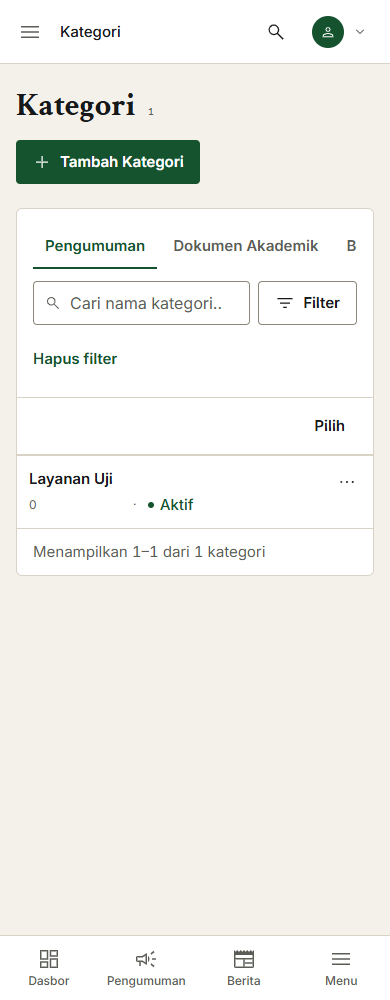 Kategori
Kategori 1
Tambah Kategori
Pengumuman Dokumen Akademik B
Cari nama kategori..
Filter
Hapus filter
Pilih
Layanan Uji ...
0 · Aktif
Menampilkan 1–1 dari 1 kategori
Dasbor Pengumuman Berita Menu